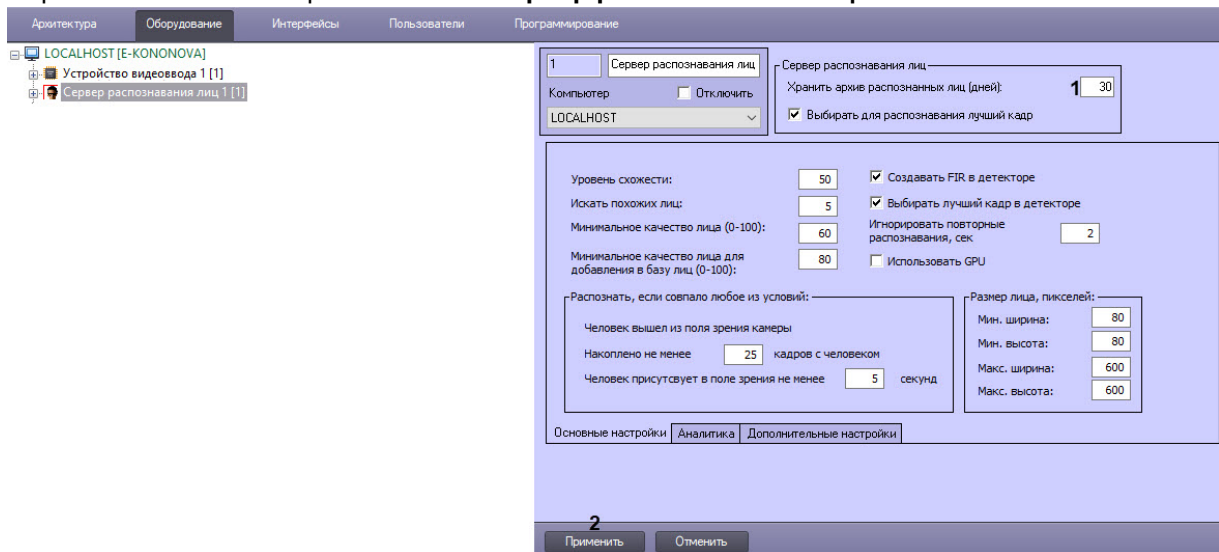 Архитектура Оборудование Интерфейсы Пользователи Программирование
LOCALHOST [E-KONONOVA]
Устройство видеоввода 1 [1]
Сервер распознавания лиц 1 [1]
1 Сервер распознавания лиц
Компьютер Отключить
LOCALHOST
Сервер распознавания лиц
Хранить архив распознанных лиц (дней): 1 30
Выбирать для распознавания лучший кадр
Уровень схожести: 50
Создавать FIR в детекторе
Искать похожих лиц: 5
Выбирать лучший кадр в детекторе
Минимальное качество лица (0-100): 60
Игнорировать повторные
распознавания, сек 2
Минимальное качество лица для
добавления в базу лиц (0-100): 80
Использовать GPU
Распознать, если совпало любое из условий:
Человек вышел из поля зрения камеры
Накоплено не менее 25 кадров с человеком
Человек присутсвует в поле зрения не менее 5 секунд
Размер лица, пикселей:
Мин. ширина: 80
Мин. высота: 80
Макс. ширина: 600
Макс. высота: 600
Основные настройки Аналитика Дополнительные настройки
2
Применить Отменить